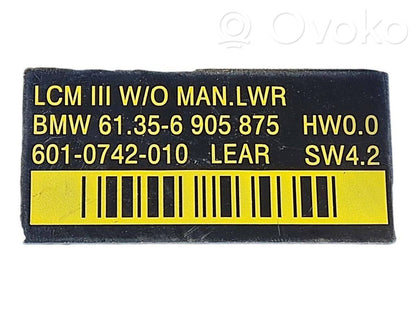 Ovoko
LCM III W/O MAN.LWR
BMW 61.35-6 905 875 HW0.0
601-0742-010 LEAR SW4.2